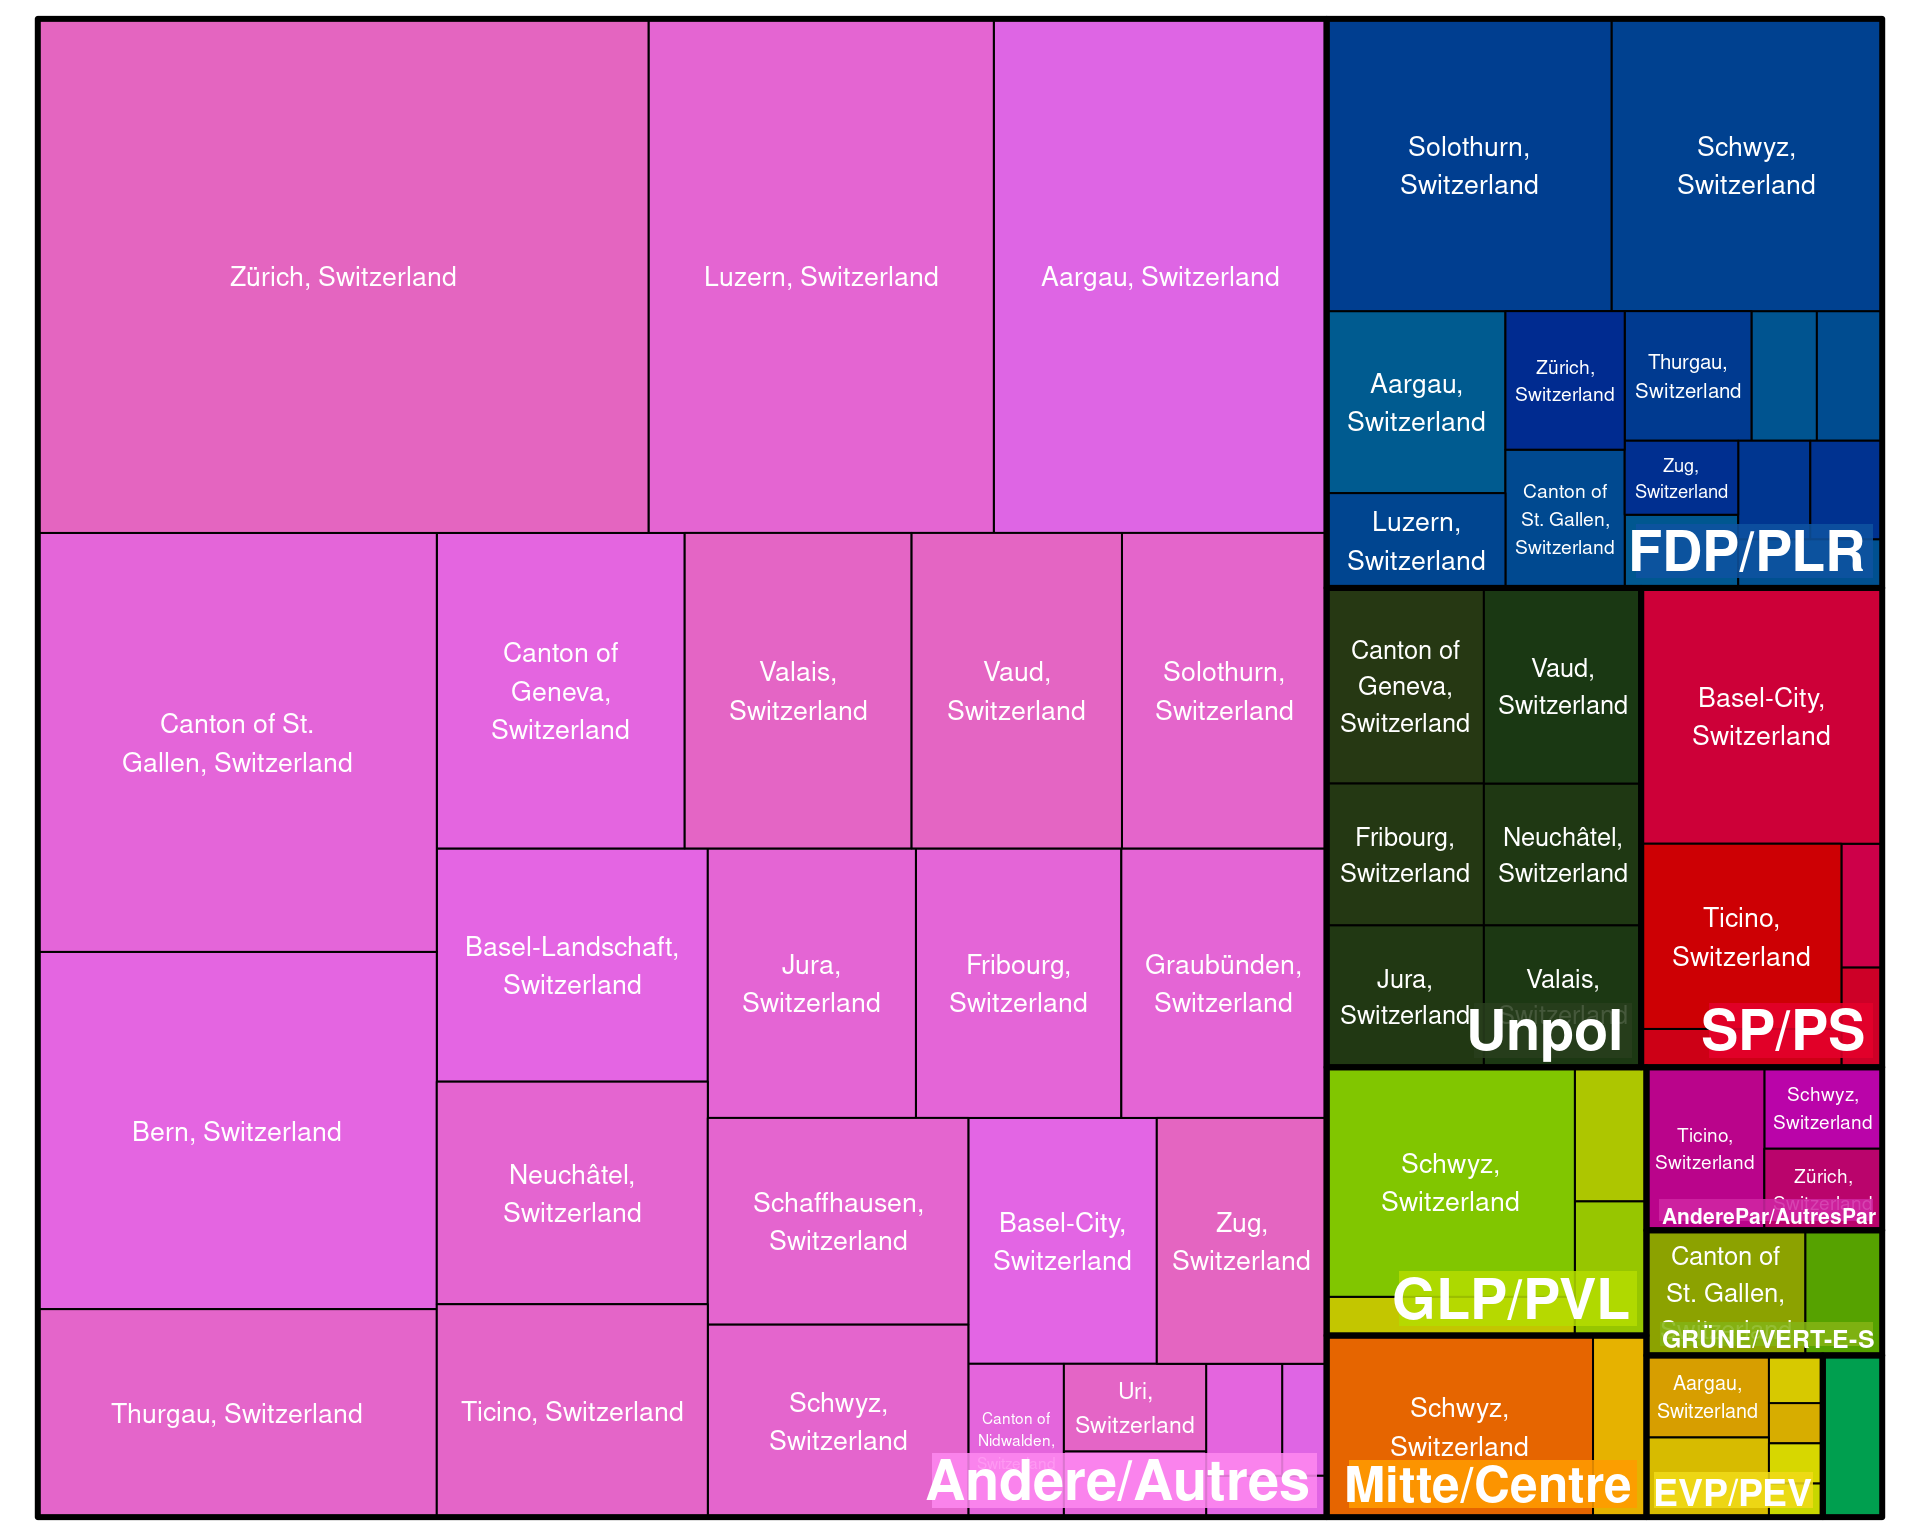 Zürich, Switzerland
Luzern, Switzerland
Aargau, Switzerland
Canton of St.
Gallen, Switzerland
Canton of
Geneva,
Switzerland
Valais,
Switzerland
Vaud,
Switzerland
Solothurn,
Switzerland
Bern, Switzerland
Basel-Landschaft,
Switzerland
Jura,
Switzerland
Fribourg,
Switzerland
Graubünden,
Switzerland
Neuchâtel,
Switzerland
Schaffhausen,
Switzerland
Basel-City,
Switzerland
Zug,
Switzerland
Thurgau, Switzerland
Ticino, Switzerland
Schwyz,
Switzerland
Canton of
Nidwalden,
Switzerland
Uri,
Switzerland
Andere/Autres
Solothurn,
Switzerland
Schwyz,
Switzerland
Aargau,
Switzerland
Zürich,
Switzerland
Thurgau,
Switzerland
Luzern,
Switzerland
Canton of
St. Gallen,
Switzerland
Zug,
Switzerland
FDP/PLR
Canton of
Geneva,
Switzerland
Vaud,
Switzerland
Fribourg,
Switzerland
Neuchâtel,
Switzerland
Jura,
Switzerland
Valais,
Switzerland
Unpol
Basel-City,
Switzerland
Ticino,
Switzerland
SP/PS
Schwyz,
Switzerland
GLP/PVL
Ticino,
Switzerland
Schwyz,
Switzerland
Zürich,
Switzerland
AnderePar/AutresPar
Canton of
St. Gallen,
Switzerland
GRÜNE/VERT-E-S
Schwyz,
Switzerland
Mitte/Centre
Aargau,
Switzerland
EVP/PEV